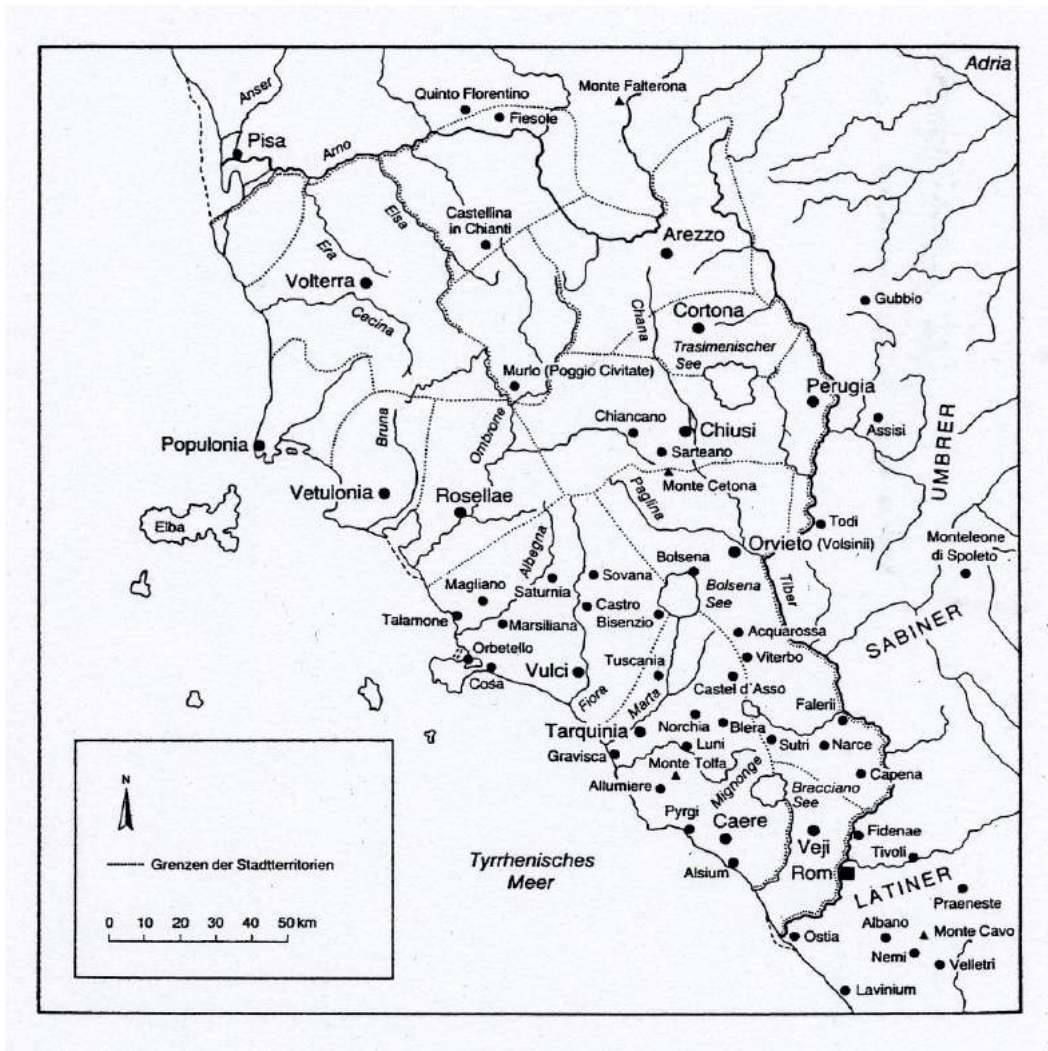 Adria
Monte Falterona
Quinto Florentino
Fiesole
Anser
Pisa
Arno
Elsa
Castellina
in Chianti
Arezzo
Era
Volterra
Chana
Gubbio
Cecina
Cortona
Trasimenischer
See
Murlo (Poggio Civitate)
Perugia
Bruna
Ombrone
Chiancano
Chiusi
Assisi
Populonia
Sarteano
UMBRER
Monte Cetona
Vetulonia
Rosellae
Paglina
Elba
Todi
Albegna
Orvieto (Volsinii)
Monteleone
di Spoleto
Bolsena
Magliano
Saturnia
Sovana
Bolsena
See
Tiber
Talamone
Marsiliana
Castro
Bisenzio
Acquarossa
SABINER
Orbetello
Cosa
Vulci
Tuscania
Viterbo
Fiora
Marta
Castel d'Asso
Falerii
Tarquinia
Norchia
Blera
Gravisca
Luni
Sutri
Narce
Monte Tolfa
Mignonge
Allumiere
Bracciano
See
Capena
N
Pyrgi
Caere
Veji
Fidenae
Tivoli
Grenzen der Stadtterritorien
Tyrrhenisches
Meer
Alsium
Rom
LATINER
Praeneste
0 10 20 30 40 50 km
Ostia
Albano
Monte Cavo
Nemi
Velletri
Lavinium